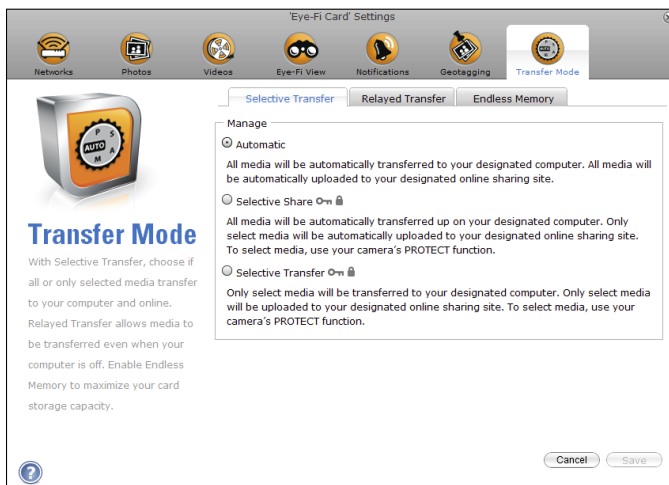 'Eye-Fi Card' Settings
Networks
Photos
Videos
Eye-Fi View
Notifications
Geotagging
Transfer Mode
Selective Transfer
Relayed Transfer
Endless Memory
P
S
AUTO
A
M
Transfer Mode
With Selective Transfer, choose if
all or only selected media transfer
to your computer and online.
Relayed Transfer allows media to
be transferred even when your
computer is off. Enable Endless
Memory to maximize your card
storage capacity.
Manage
Automatic
All media will be automatically transferred to your designated computer. All media will
be automatically uploaded to your designated online sharing site.
Selective Share
All media will be automatically transferred up on your designated computer. Only
select media will be automatically uploaded to your designated online sharing site.
To select media, use your camera's PROTECT function.
Selective Transfer
Only select media will be transferred to your designated computer. Only select media
will be uploaded to your designated online sharing site. To select media, use your
camera's PROTECT function.
?
Cancel
Save